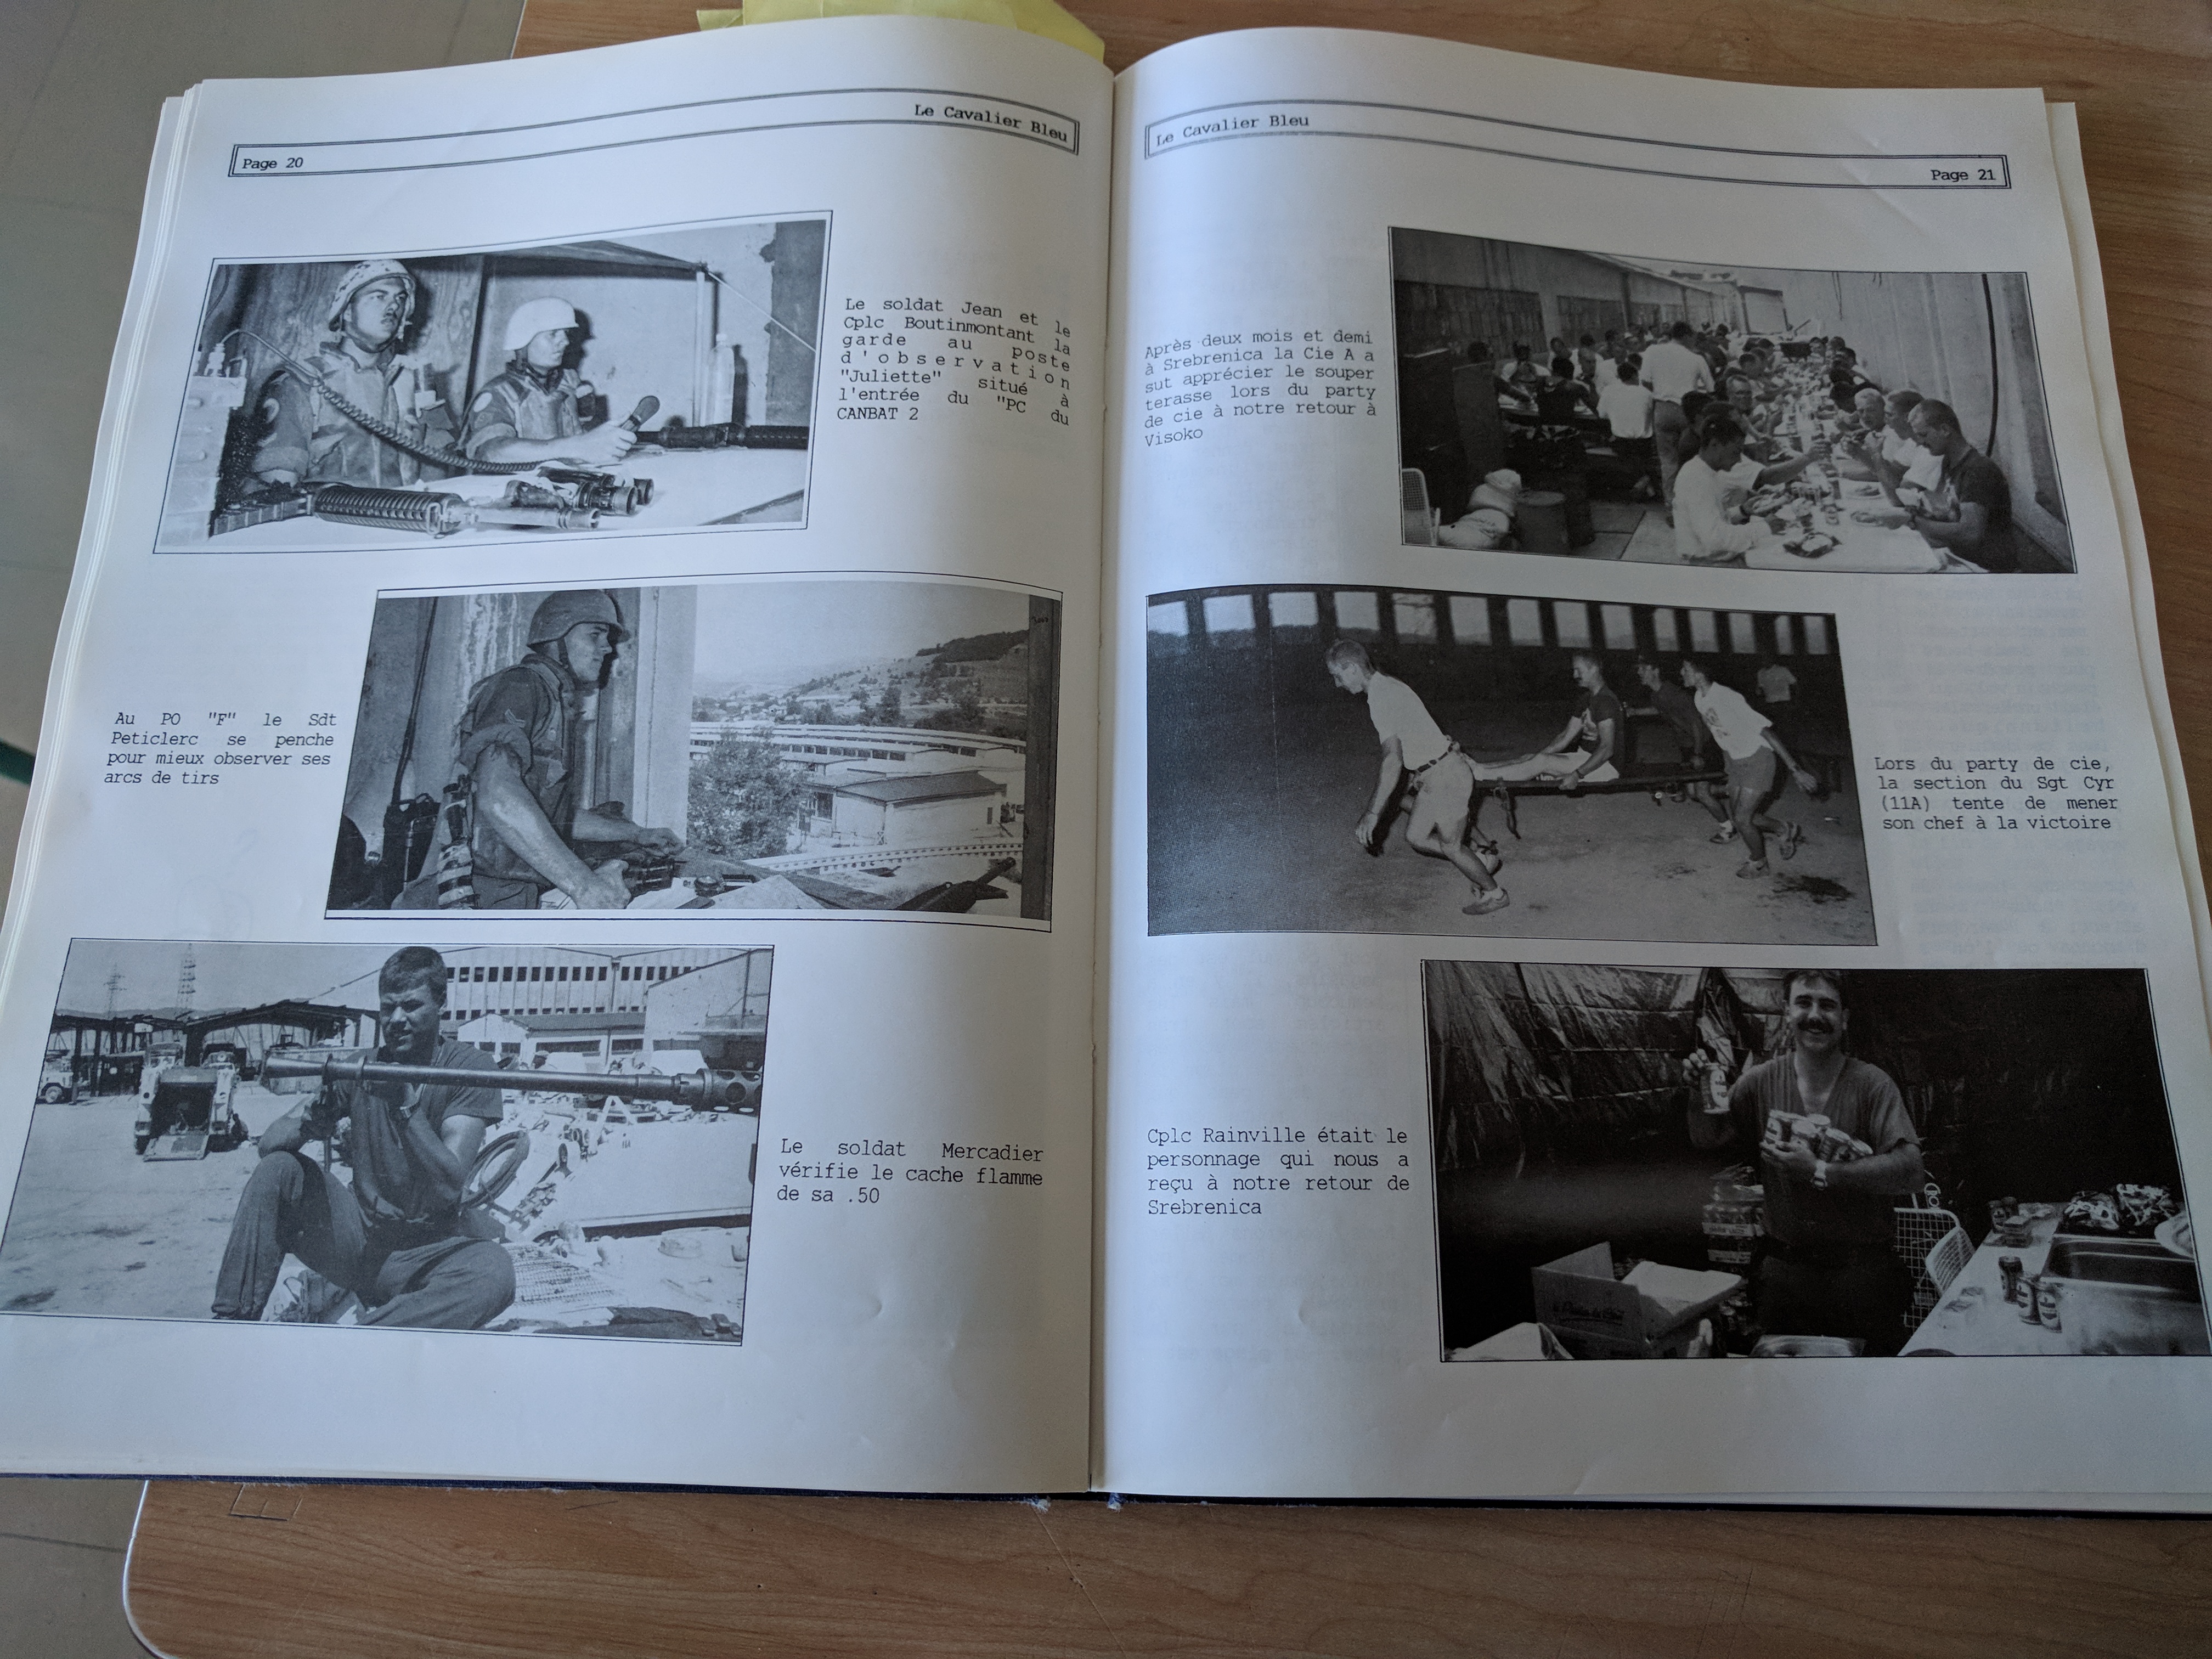 Le Cavalier Bleu
Page 20
Le soldat Jean et le
Cplc Boutinmontant la
garde au poste
d'observation
"Juliette" situé à
l'entrée du "PC du
CANBAT 2
Au PO "F" le Sdt
Peticlerc se penche
pour mieux observer ses
arcs de tirs
Le soldat Mercadier
vérifie le cache flamme
de sa .50
Le Cavalier Bleu
Page 21
Après deux mois et demi
à Srebrenica la Cie A a
sut apprécier le souper
terasse lors du party
de cie à notre retour à
Visoko
Lors du party de cie,
la section du Sgt Cyr
(11A) tente de mener
son chef à la victoire
Cplc Rainville était le
personnage qui nous a
reçu à notre retour de
Srebrenica